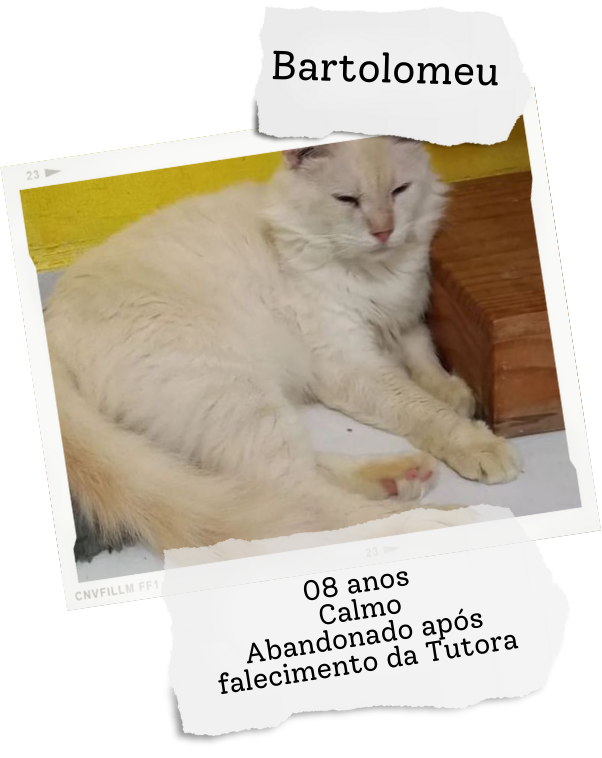 Bartolomeu
23
23
CNVFILLM FF1
08 anos
Calmo
Abandonado após
falecimento da Tutora